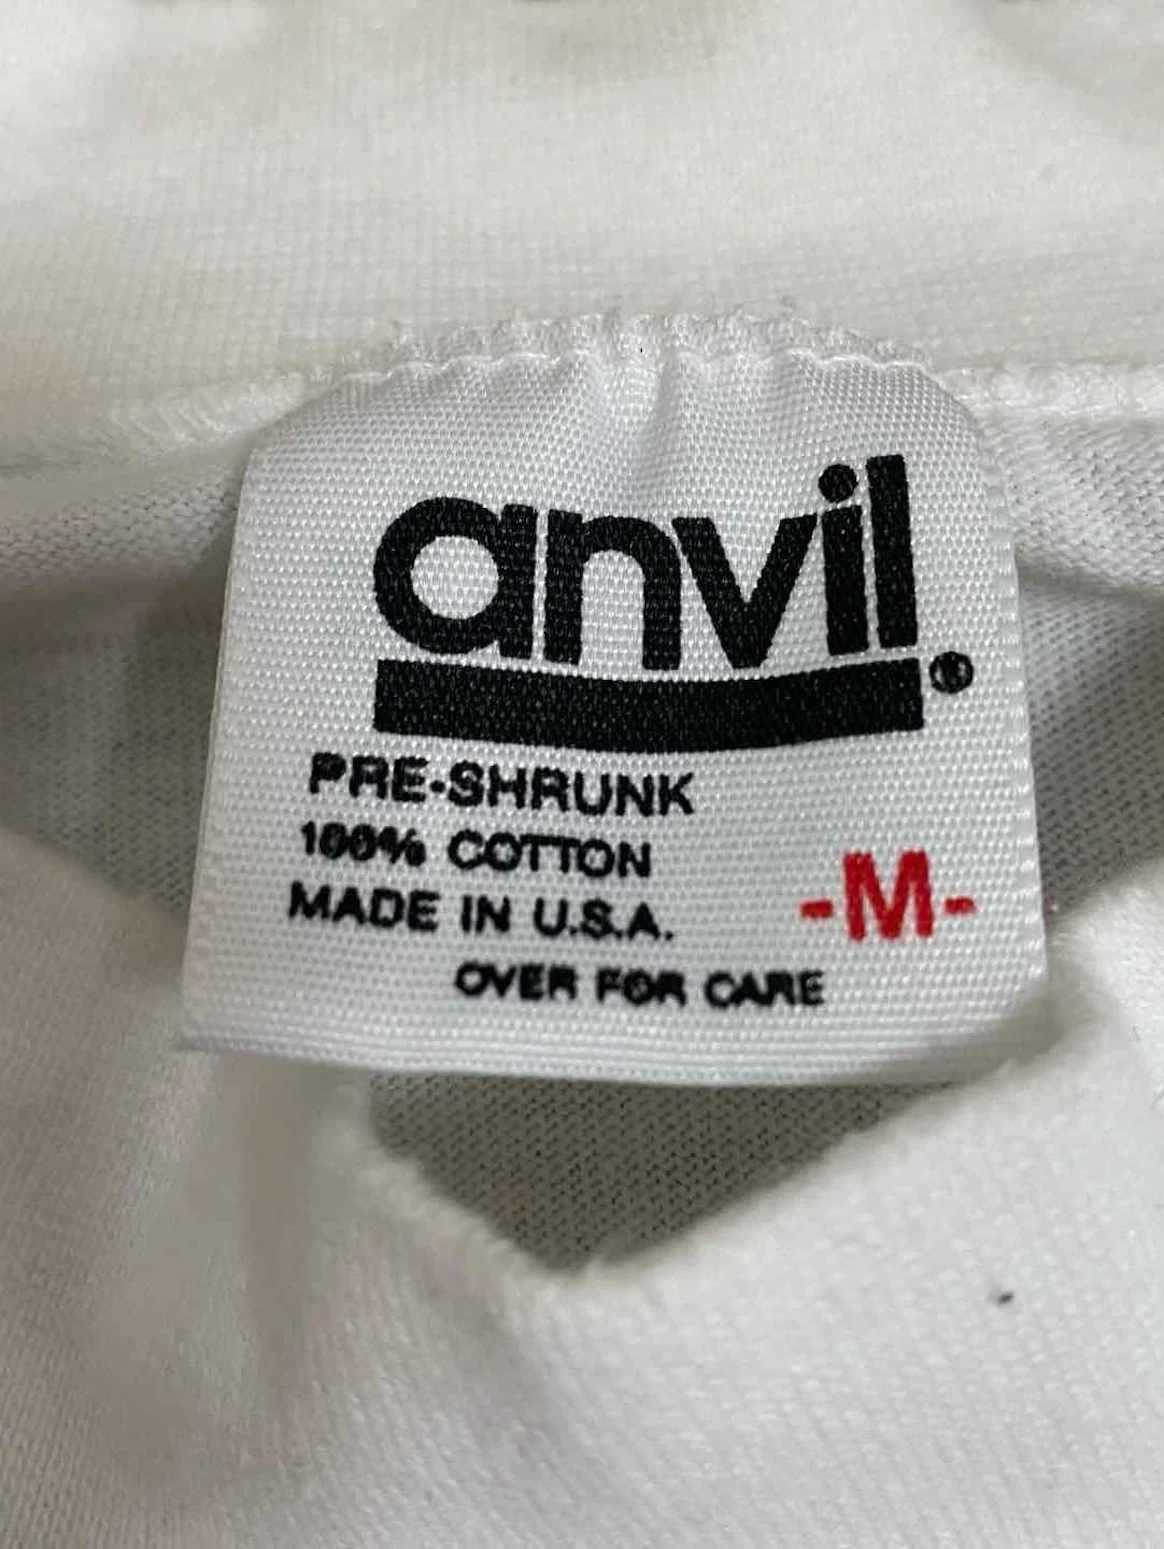 anvil®
PRE-SHRUNK
100% COTTON
MADE IN U.S.A.
-M-
OVER FOR CARE